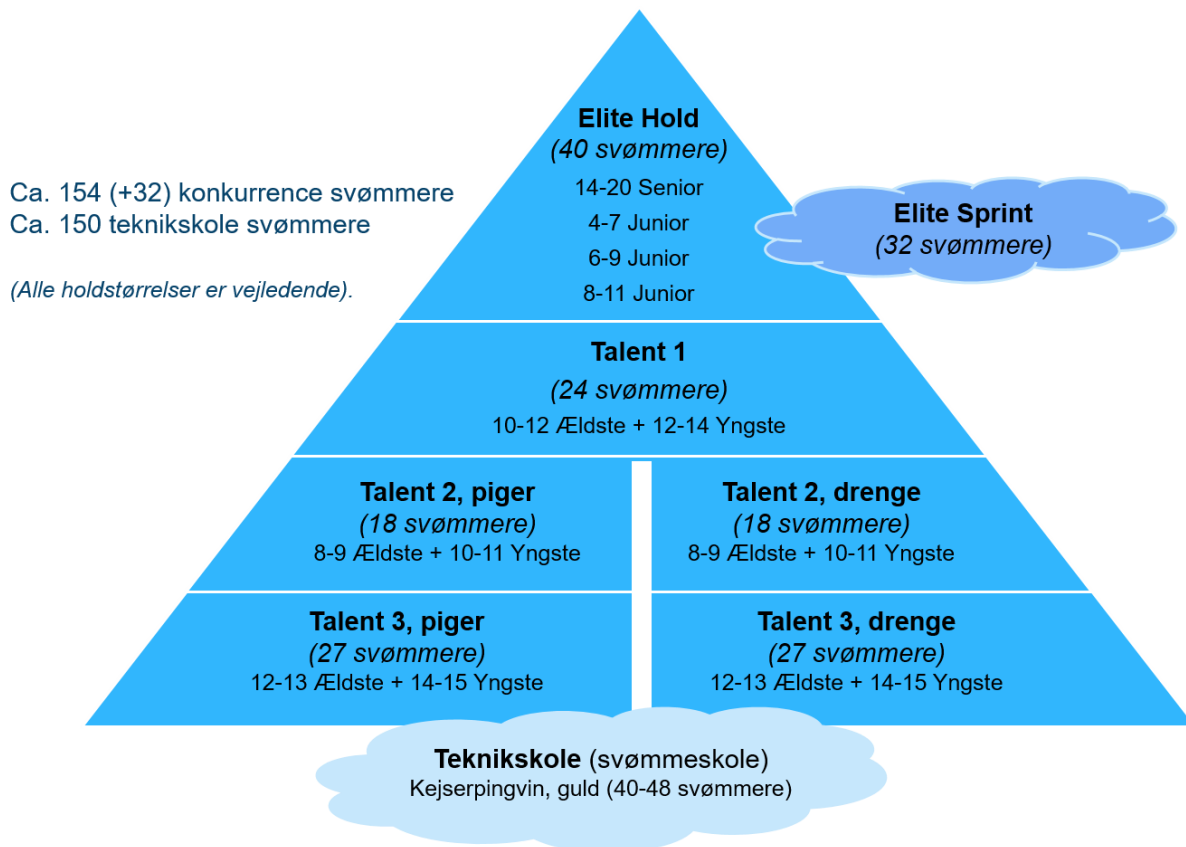 Elite Hold
(40 svømmere)
14-20 Senior
4-7 Junior
6-9 Junior
8-11 Junior
Ca. 154 (+32) konkurrence svømmere
Ca. 150 teknikskole svømmere
(Alle holdstørrelser er vejledende).
Elite Sprint
(32 svømmere)
Talent 1
(24 svømmere)
10-12 Ældste + 12-14 Yngste
Talent 2, piger
(18 svømmere)
8-9 Ældste + 10-11 Yngste
Talent 2, drenge
(18 svømmere)
8-9 Ældste + 10-11 Yngste
Talent 3, piger
(27 svømmere)
12-13 Ældste + 14-15 Yngste
Talent 3, drenge
(27 svømmere)
12-13 Ældste + 14-15 Yngste
Teknikskole (svømmeskole)
Kejserpingvin, guld (40-48 svømmere)